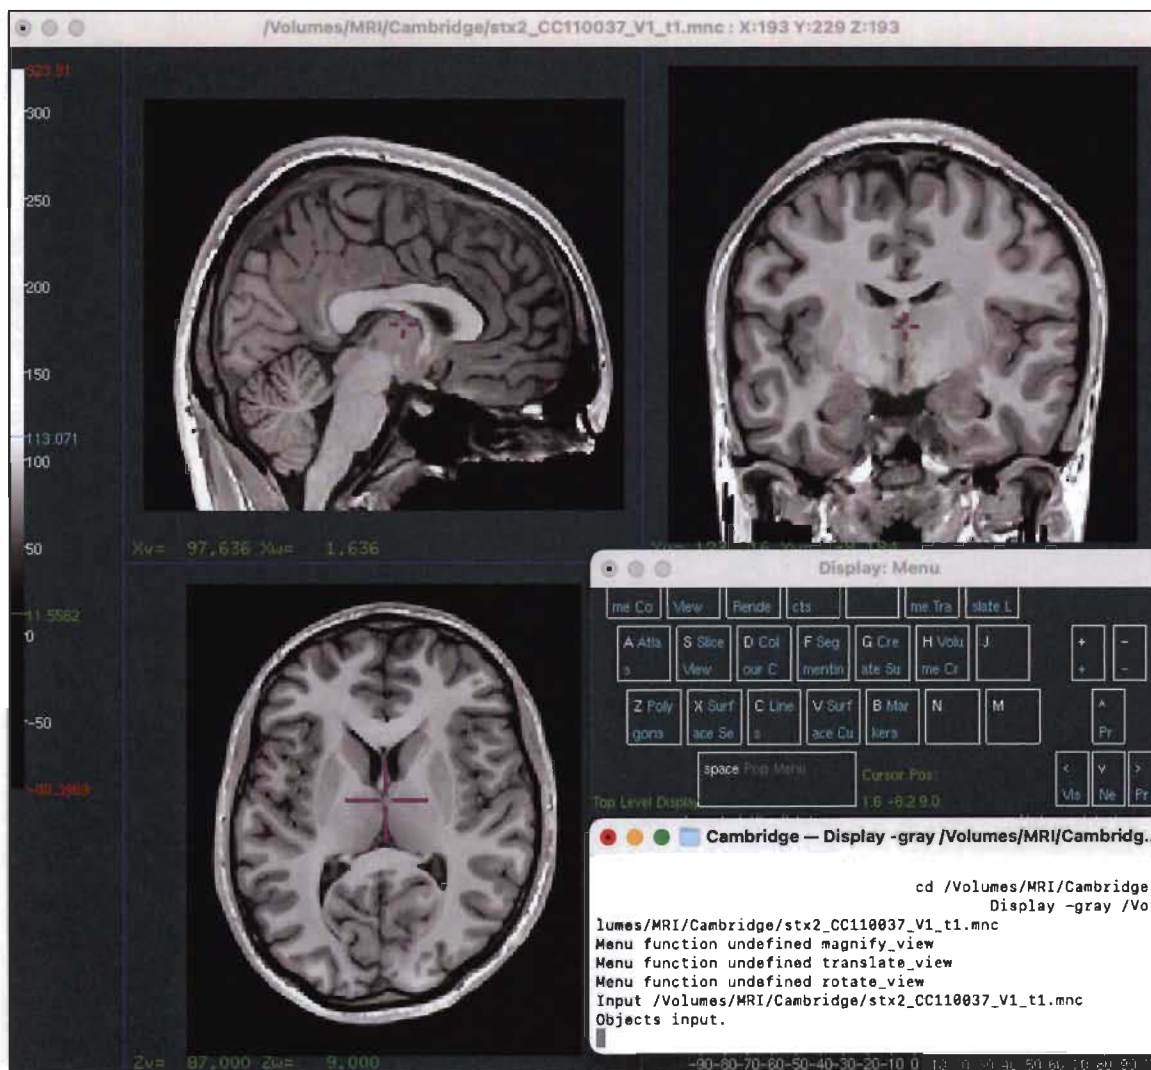 /Volumes/MRI/Cambridge/stx2_CC110037_V1_t1.mnc : X:193 Y:229 Z:193
323.91
300
250
200
150
113.071
100
50
11.5562
0
-50
Xv= 97.636 Xw= 1.636
Zv= 87.000 Zw= 9.000
Display: Menu
me Co
View
Rende
cts
me Tra
slate L
A Atla
s
S Slice
View
D Col
our C
F Seg
mentin
G Cre
ate Su
H Volu
me Cr
J
+
+
-
-
Z Poly
gons
X Surf
ace Se
C Line
s
V Surf
ace Cu
B Mar
kers
N
M
^
Pr
space Pop Menu
Top Level Display
Cursor Pos:
1.6 -8.2 9.0
<
Vis
v
Ne
>
Pr
Cambridge — Display -gray /Volumes/MRI/Cambridg...
cd /Volumes/MRI/Cambridge
Display -gray /Vo
lumes/MRI/Cambridge/stx2_CC110037_V1_t1.mnc
Menu function undefined magnify_view
Menu function undefined translate_view
Menu function undefined rotate_view
Input /Volumes/MRI/Cambridge/stx2_CC110037_V1_t1.mnc
Objects input.
-90-80-70-60-50-40-30-20-10 0